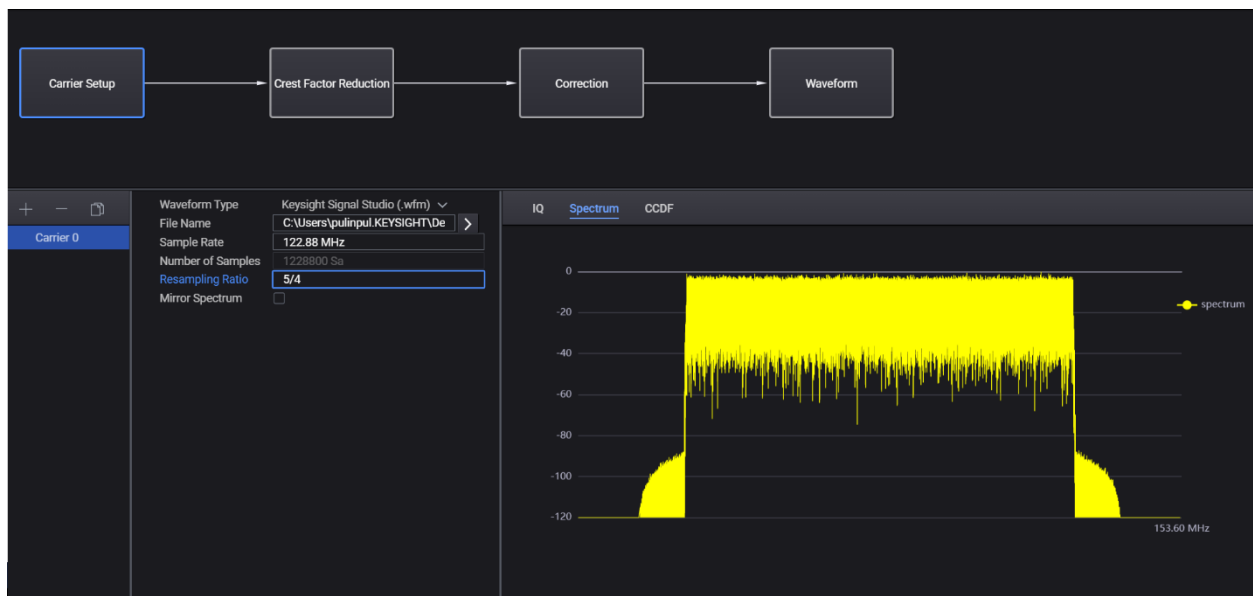 Carrier Setup
Crest Factor Reduction
Correction
Waveform
Carrier 0
Waveform Type Keysight Signal Studio (.wfm)
File Name C:\Users\pulinpul.KEYSIGHT\De
Sample Rate 122.88 MHz
Number of Samples 1228800 Sa
Resampling Ratio 5/4
Mirror Spectrum
IQ Spectrum CCDF
0
-20
-40
-60
-80
-100
-120
spectrum
153.60 MHz